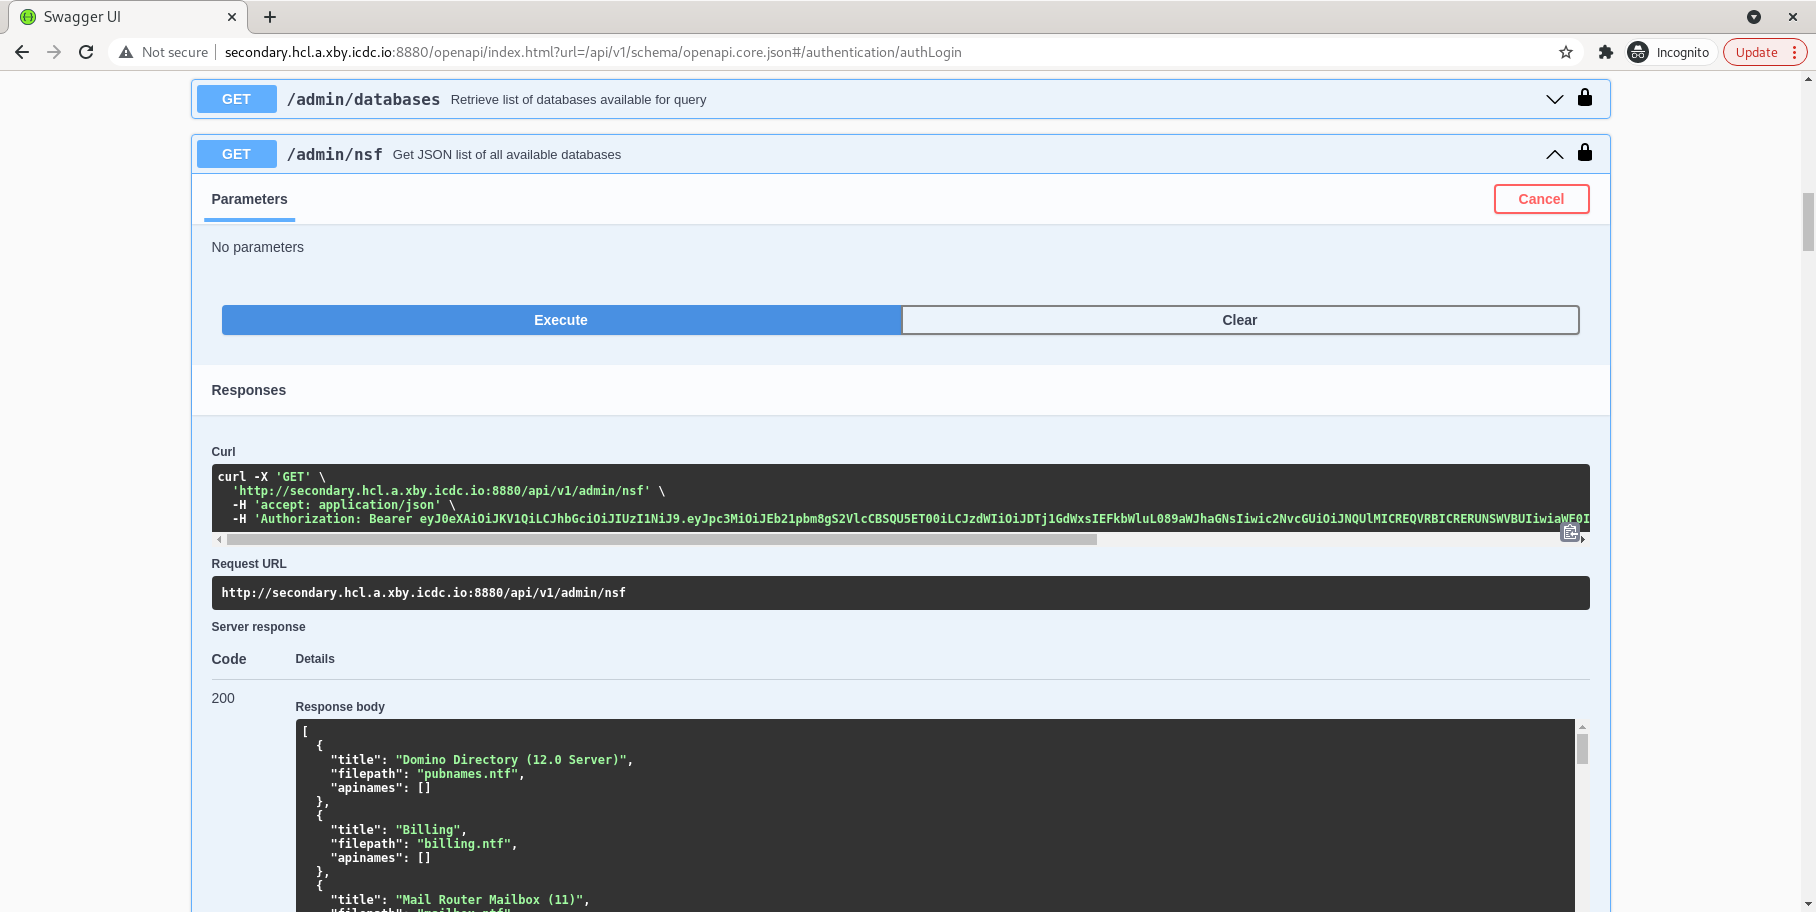 Swagger UI
Not secure
secondary.hcl.a.xby.icdc.io:8880/openapi/index.html?url=/api/v1/schema/openapi.core.json#/authentication/authLogin
Incognito
Update
GET /admin/databases Retrieve list of databases available for query
GET /admin/nsf Get JSON list of all available databases
Parameters
Cancel
No parameters
Execute
Clear
Responses
Curl
curl -X 'GET' \
'http://secondary.hcl.a.xby.icdc.io:8880/api/v1/admin/nsf' \
-H 'accept: application/json' \
-H 'Authorization: Bearer eyJ0eXAiOiJKV1QiLCJhbGciOiJIUzI1NiJ9.eyJpc3MiOiJEb21pbm8gS2VlcCBSQU5ET00iLCJzdWIiOiJDTj1GdWxsIEFkbWluL089aWJhaGNsIiwic2NvcGUiOiJNQUlMICREQVRBICRERUNSWVBUIiwiaWF0I
Request URL
http://secondary.hcl.a.xby.icdc.io:8880/api/v1/admin/nsf
Server response
Code Details
200
Response body
[
{
"title": "Domino Directory (12.0 Server)",
"filepath": "pubnames.ntf",
"apinames": []
},
{
"title": "Billing",
"filepath": "billing.ntf",
"apinames": []
},
{
"title": "Mail Router Mailbox (11)",
"filepath": "mailbox.ntf"